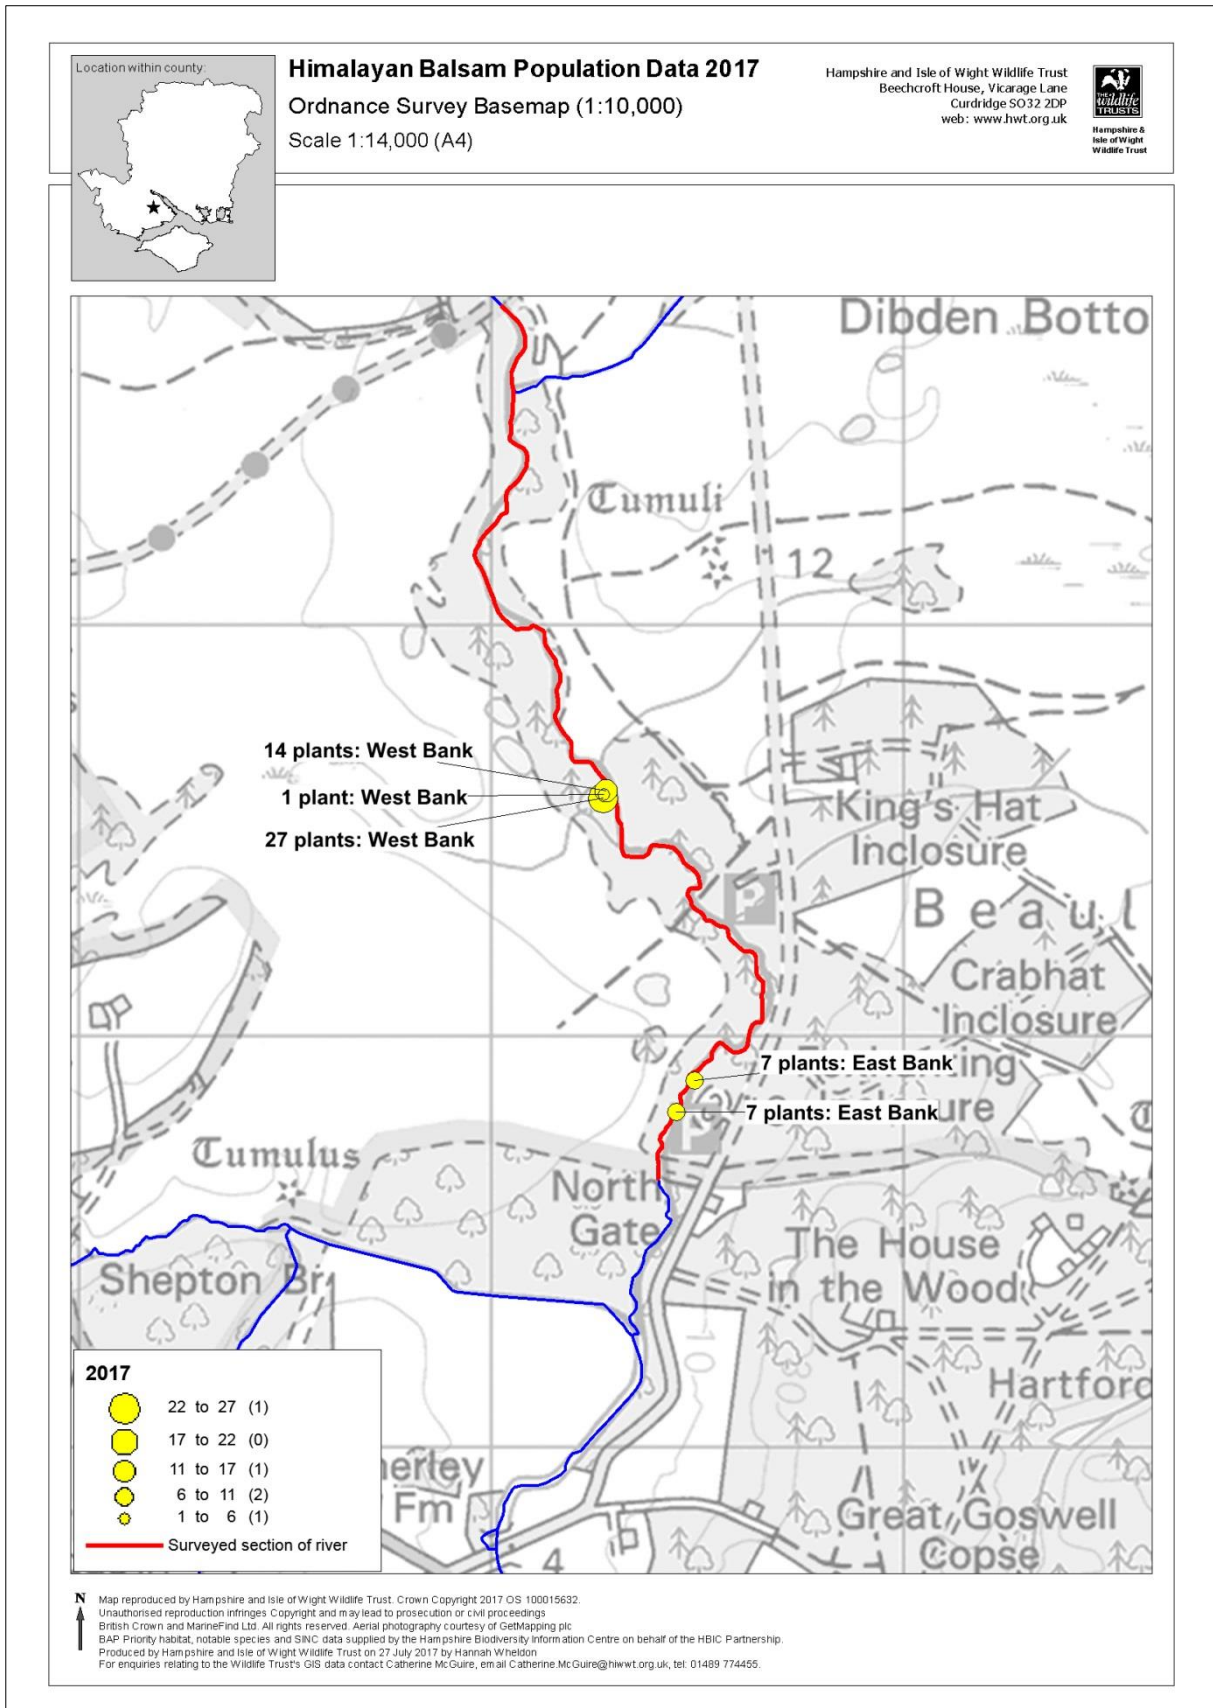 Location within county:
Himalayan Balsam Population Data 2017
Ordnance Survey Basemap (1:10,000)
Scale 1:14,000 (A4)
Hampshire and Isle of Wight Wildlife Trust
Beechcroft House, Vicarage Lane
Curdridge SO32 2DP
web: www.hwt.org.uk
THE
wildlife
TRUSTS
Hampshire &
Isle of Wight
Wildlife Trust
Dibden Botto
Tumuli
12
14 plants: West Bank
1 plant: West Bank
27 plants: West Bank
King's Hat
Inclosure
P
Beaul
Crabhat
Inclosure
7 plants: East Bank
7 plants: East Bank
P
Tumulus
North
Gate
The House
in the Wood
Shepton Br
10
Hartford
2017
22 to 27 (1)
17 to 22 (0)
11 to 17 (1)
6 to 11 (2)
1 to 6 (1)
Surveyed section of river
herley
Fm
4
Great Goswell
Copse
N
Map reproduced by Hampshire and Isle of Wight Wildlife Trust. Crown Copyright 2017 OS 100015632.
Unauthorised reproduction infringes Copyright and may lead to prosecution or civil proceedings
British Crown and MarineFind Ltd. All rights reserved. Aerial photography courtesy of GetMapping plc
BAP Priority habitat, notable species and SINC data supplied by the Hampshire Biodiversity Information Centre on behalf of the HBIC Partnership.
Produced by Hampshire and Isle of Wight Wildlife Trust on 27 July 2017 by Hannah Wheldon
For enquiries relating to the Wildlife Trust's GIS data contact Catherine McGuire, email Catherine.McGuire@hiwwt.org.uk, tel: 01489 774455.